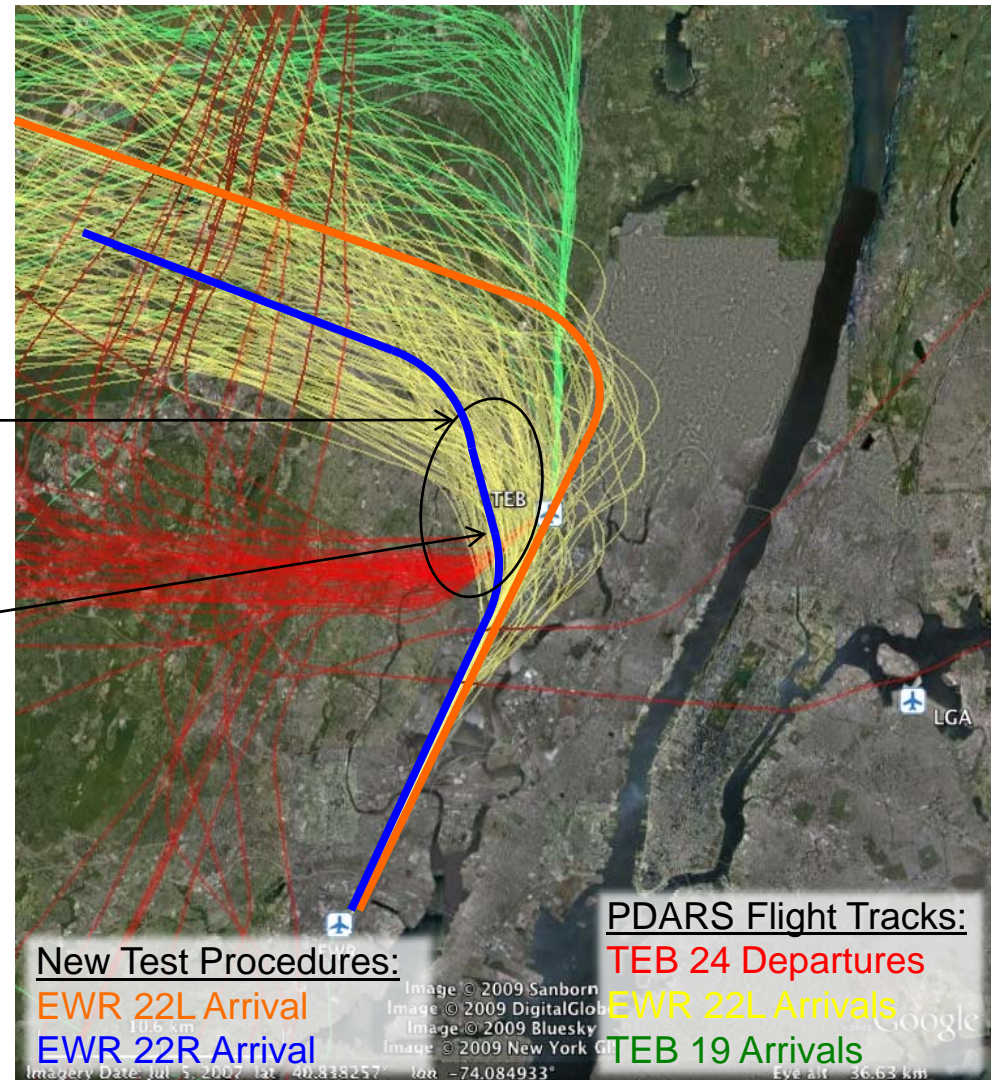 TEB
LGA
EWR
New Test Procedures:
EWR 22L Arrival
EWR 22R Arrival
PDARS Flight Tracks:
TEB 24 Departures
EWR 22L Arrivals
TEB 19 Arrivals
10.6 km
Image © 2009 Sanborn
Image © 2009 DigitalGlob
Image © 2009 Bluesky
Image © 2009 New York GI
Google
Imagery Date: Jul 5, 2007 lat 40.838257° lon -74.084933° Eye alt 36.63 km